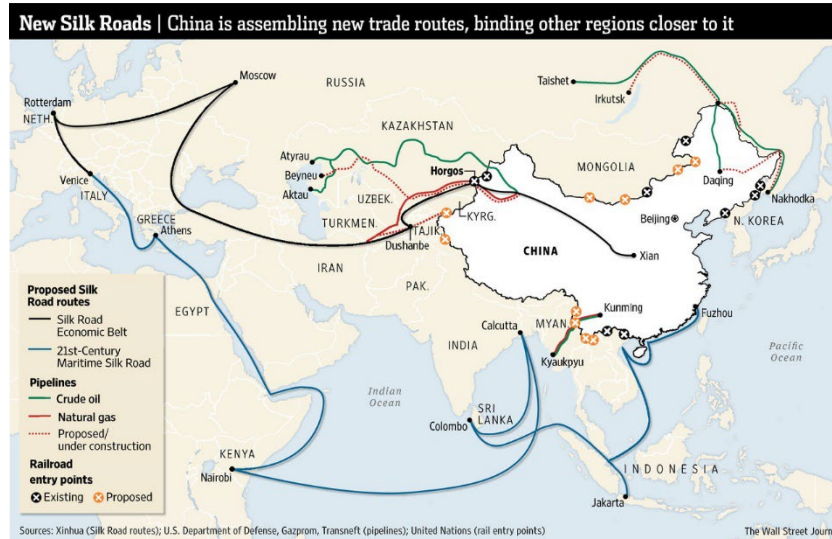 New Silk Roads | China is assembling new trade routes, binding other regions closer to it
Moscow
RUSSIA
Taishet
Irkutsk
Rotterdam
NETH.
KAZAKHSTAN
Atyrau
Beyneu
Aktau
Horgos
MONGOLIA
Venice
ITALY
UZBEK.
Daqing
Nakhodka
GREECE
Athens
TURKMEN.
KYRG.
TAJIK.
Dushanbe
Beijing
N. KOREA
CHINA
Xian
IRAN
PAK.
EGYPT
Kunming
Fuzhou
MYAN.
Calcutta
INDIA
Kyaukpyu
Pacific
Ocean
Indian
Ocean
SRI
LANKA
Colombo
KENYA
Nairobi
INDONESIA
Jakarta
Proposed Silk
Road routes
Silk Road
Economic Belt
21st-Century
Maritime Silk Road
Pipelines
Crude oil
Natural gas
Proposed/
under construction
Railroad
entry points
Existing
Proposed
Sources: Xinhua (Silk Road routes); U.S. Department of Defense, Gazprom, Transneft (pipelines); United Nations (rail entry points)
The Wall Street Journ